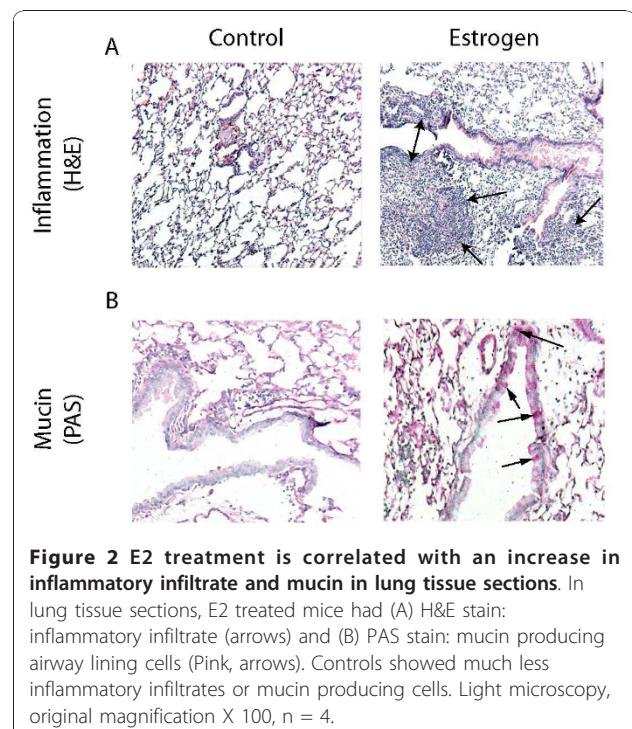 A
Control
Estrogen
Inflammation
(H&E)
B
Mucin
(PAS)
Figure 2 E2 treatment is correlated with an increase in
inflammatory infiltrate and mucin in lung tissue sections. In
lung tissue sections, E2 treated mice had (A) H&E stain:
inflammatory infiltrate (arrows) and (B) PAS stain: mucin producing
airway lining cells (Pink, arrows). Controls showed much less
inflammatory infiltrates or mucin producing cells. Light microscopy,
original magnification X 100, n = 4.